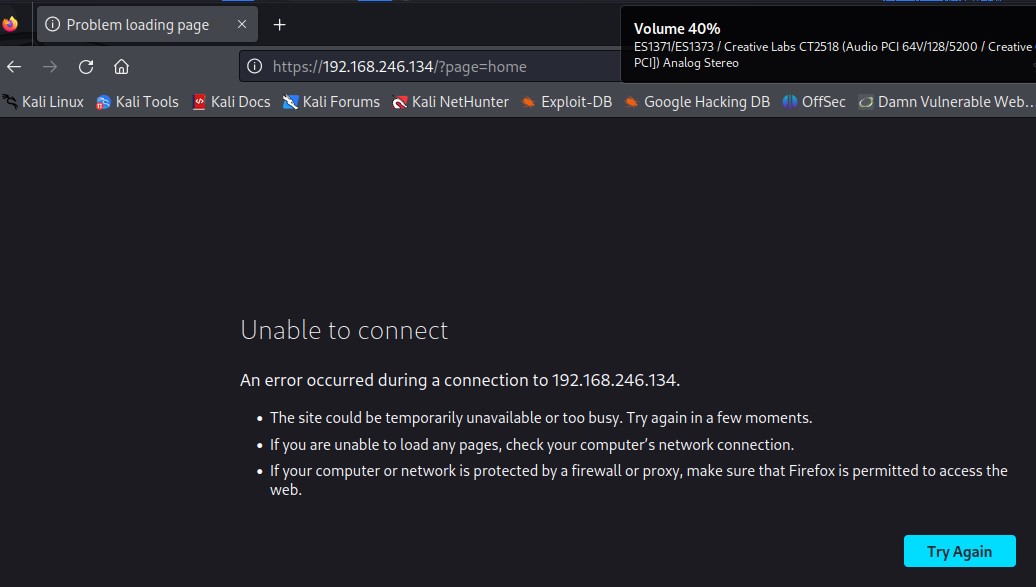 Problem loading page
Volume 40%
ES1371/ES1373 / Creative Labs CT2518 (Audio PCI 64V/128/5200 / Creative
PCI]) Analog Stereo
https://192.168.246.134/?page=home
Kali Linux Kali Tools Kali Docs Kali Forums Kali NetHunter Exploit-DB Google Hacking DB OffSec Damn Vulnerable Web...
Unable to connect
An error occurred during a connection to 192.168.246.134.
• The site could be temporarily unavailable or too busy. Try again in a few moments.
• If you are unable to load any pages, check your computer's network connection.
• If your computer or network is protected by a firewall or proxy, make sure that Firefox is permitted to access the
web.
Try Again